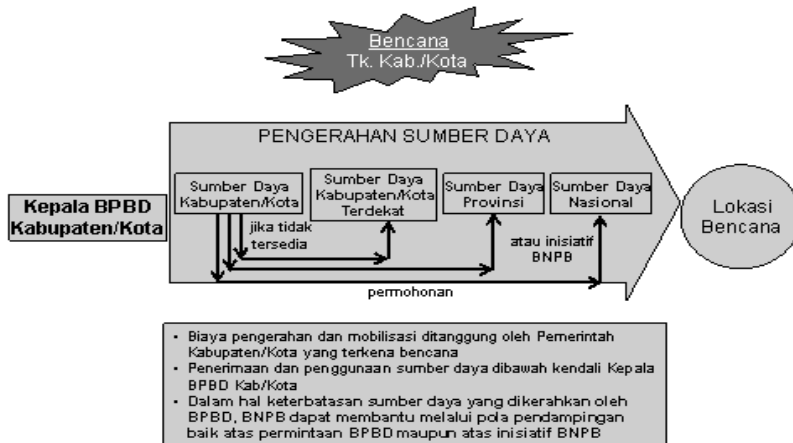 Bencana
Tk. Kab./Kota
PENGERAHAN SUMBER DAYA
Kepala BPBD
Kabupaten/Kota
Sumber Daya
Kabupaten/Kota
Sumber Daya
Kabupaten/Kota
Terdekat
Sumber Daya
Provinsi
Sumber Daya
Nasional
Lokasi
Bencana
jika tidak
tersedia
atau inisiatif
BNPB
permohonan
• Biaya pengerahan dan mobilisasi ditanggung oleh Pemerintah
Kabupaten/Kota yang terkena bencana
• Penerimaan dan penggunaan sumber daya dibawah kendali Kepala
BPBD Kab/Kota
• Dalam hal keterbatasan sumber daya yang dikerahkan oleh
BPBD, BNPB dapat membantu melalui pola pendampingan
baik atas permintaan BPBD maupun atas inisiatif BNPB